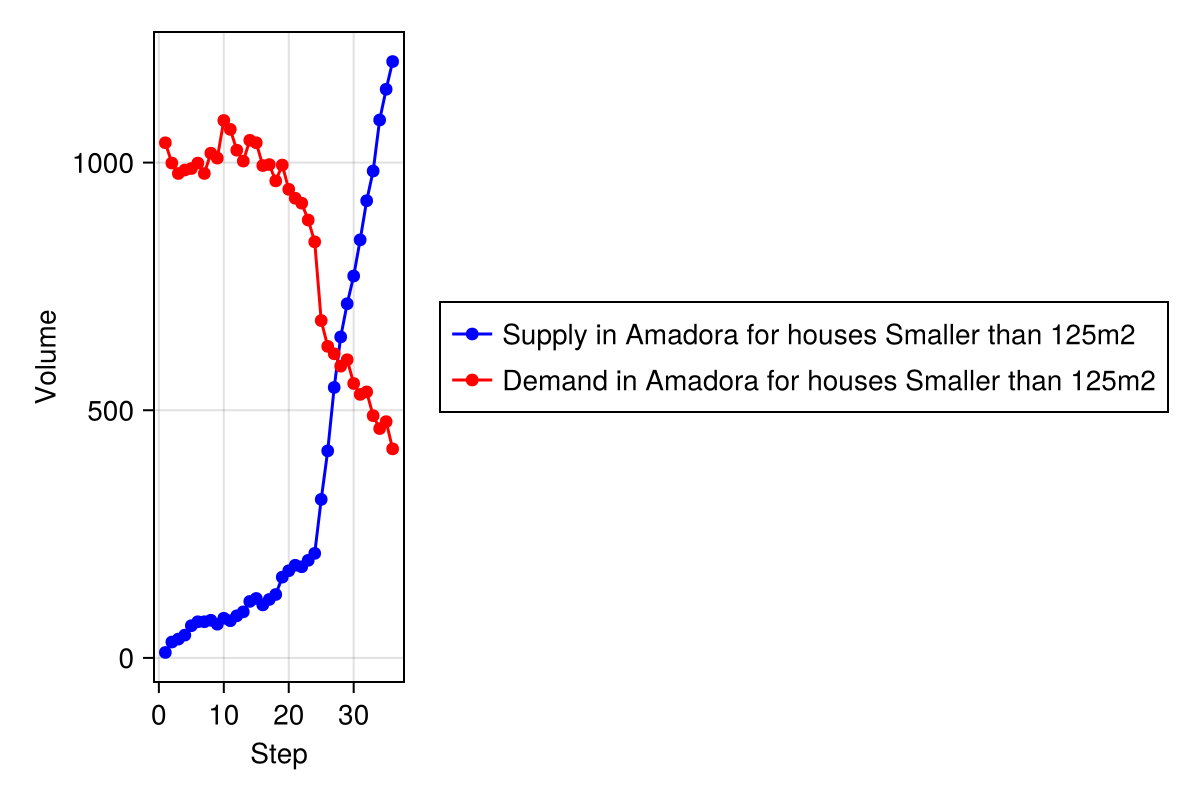 Volume
1000
500
0
0 10 20 30
Step
Supply in Amadora for houses Smaller than 125m2
Demand in Amadora for houses Smaller than 125m2